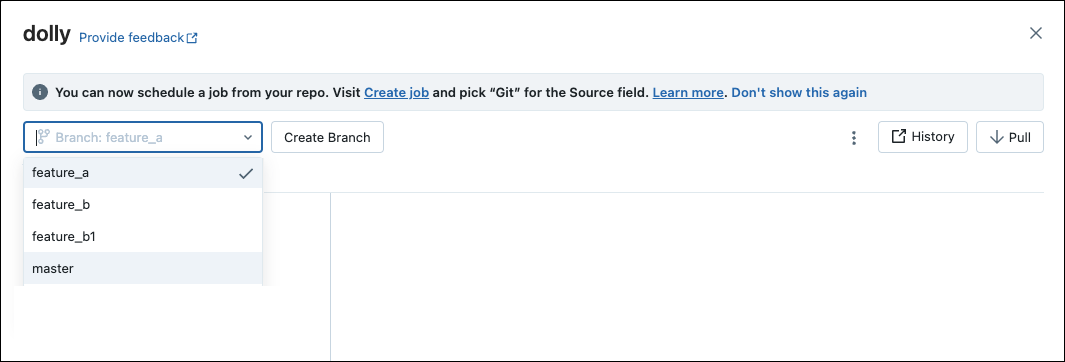 dolly Provide feedback
You can now schedule a job from your repo. Visit Create job and pick “Git” for the Source field. Learn more. Don't show this again
Branch: feature_a Create Branch History Pull
feature_a
feature_b
feature_b1
master